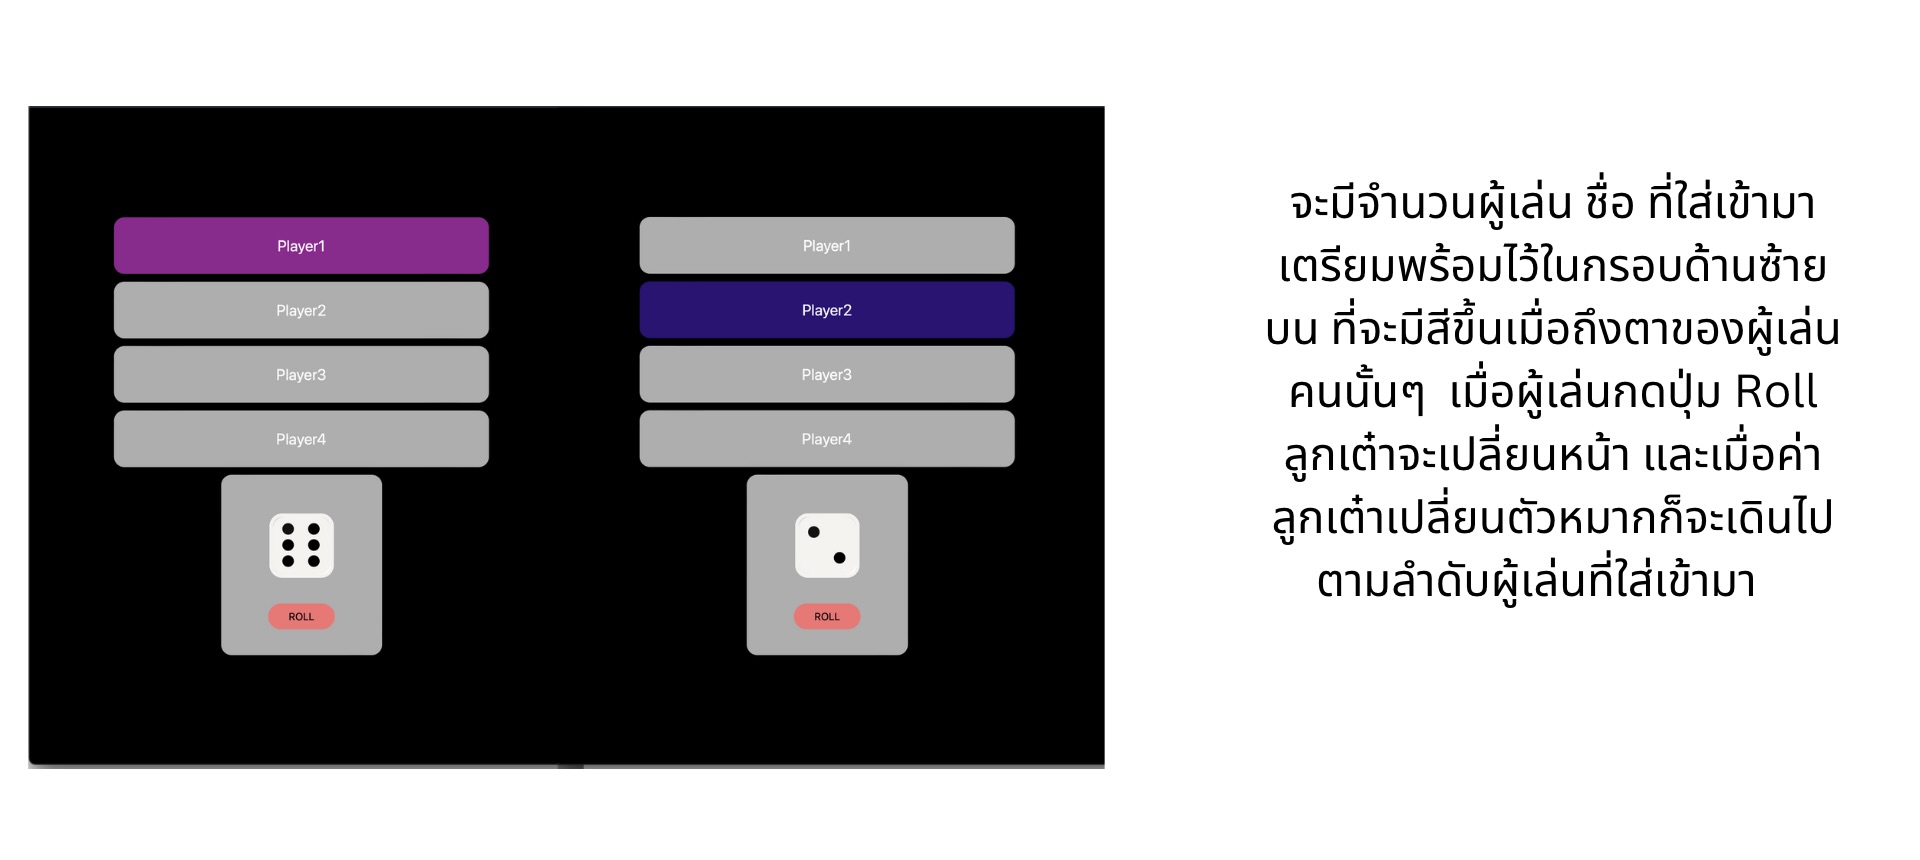 Player1
Player2
Player3
Player4
ROLL
Player1
Player2
Player3
Player4
ROLL
จะมีจำนวนผู้เล่น ชื่อ ที่ใส่เข้ามา
เตรียมพร้อมไว้ในกรอบด้านซ้าย
บน ที่จะมีสีขึ้นเมื่อถึงตาของผู้เล่น
คนนั้นๆ เมื่อผู้เล่นกดปุ่ม Roll
ลูกเต๋าจะเปลี่ยนหน้า และเมื่อค่า
ลูกเต๋าเปลี่ยนตัวหมากก็จะเดินไป
ตามลำดับผู้เล่นที่ใส่เข้ามา